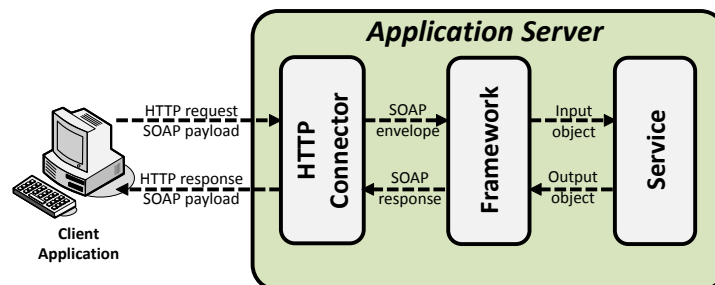 Application Server
HTTP request
SOAP payload
HTTP response
SOAP payload
Client
Application
HTTP
Connector
SOAP
envelope
SOAP
response
Framework
Input
object
Output
object
Service